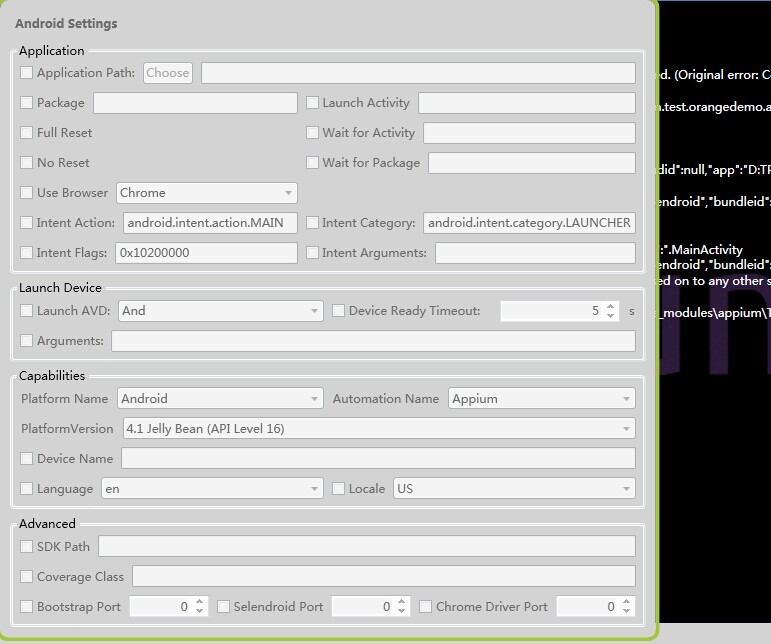 Android Settings
Application
Application Path: Choose
Package Launch Activity
Full Reset Wait for Activity
No Reset Wait for Package
Use Browser Chrome
Intent Action: android.intent.action.MAIN Intent Category: android.intent.category.LAUNCHER
Intent Flags: 0x10200000 Intent Arguments:
Launch Device
Launch AVD: And Device Ready Timeout: 5 s
Arguments:
Capabilities
Platform Name Android Automation Name Appium
PlatformVersion 4.1 Jelly Bean (API Level 16)
Device Name
Language en Locale US
Advanced
SDK Path
Coverage Class
Bootstrap Port 0 Selendroid Port 0 Chrome Driver Port 0
ed. (Original error: C
.test.orangedemo.a
did":null,"app":"D:TF
endroid","bundleid":
:".MainActivity
endroid","bundleid":
ed on to any other s
_modules\appium\